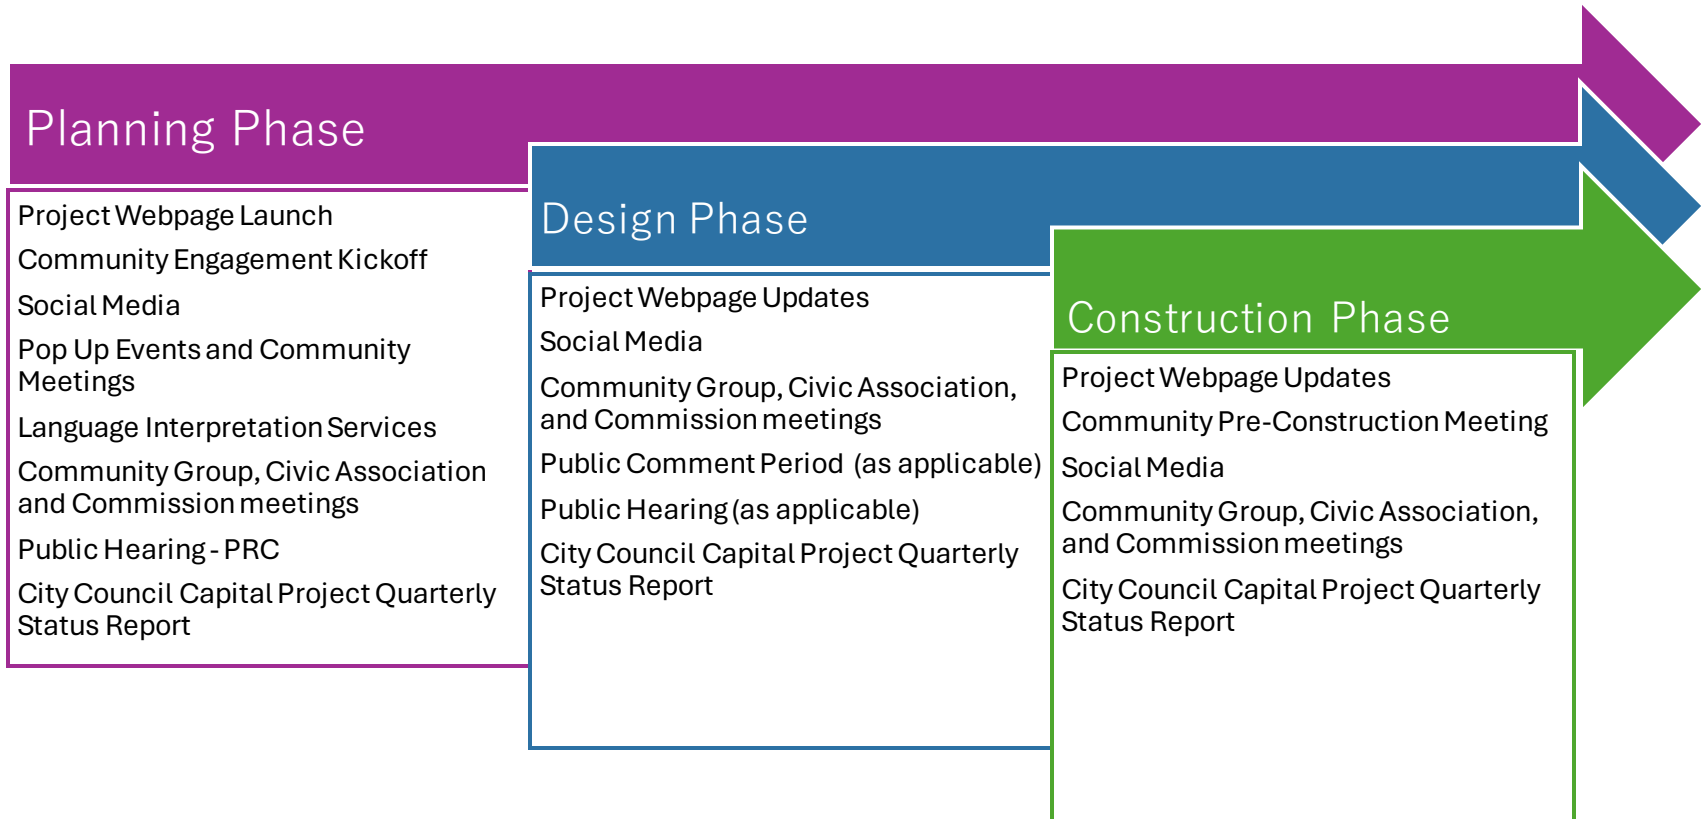 Planning Phase
Project Webpage Launch
Community Engagement Kickoff
Social Media
Pop Up Events and Community
Meetings
Language Interpretation Services
Community Group, Civic Association
and Commission meetings
Public Hearing - PRC
City Council Capital Project Quarterly
Status Report
Design Phase
Project Webpage Updates
Social Media
Community Group, Civic Association,
and Commission meetings
Public Comment Period (as applicable)
Public Hearing (as applicable)
City Council Capital Project Quarterly
Status Report
Construction Phase
Project Webpage Updates
Community Pre-Construction Meeting
Social Media
Community Group, Civic Association,
and Commission meetings
City Council Capital Project Quarterly
Status Report